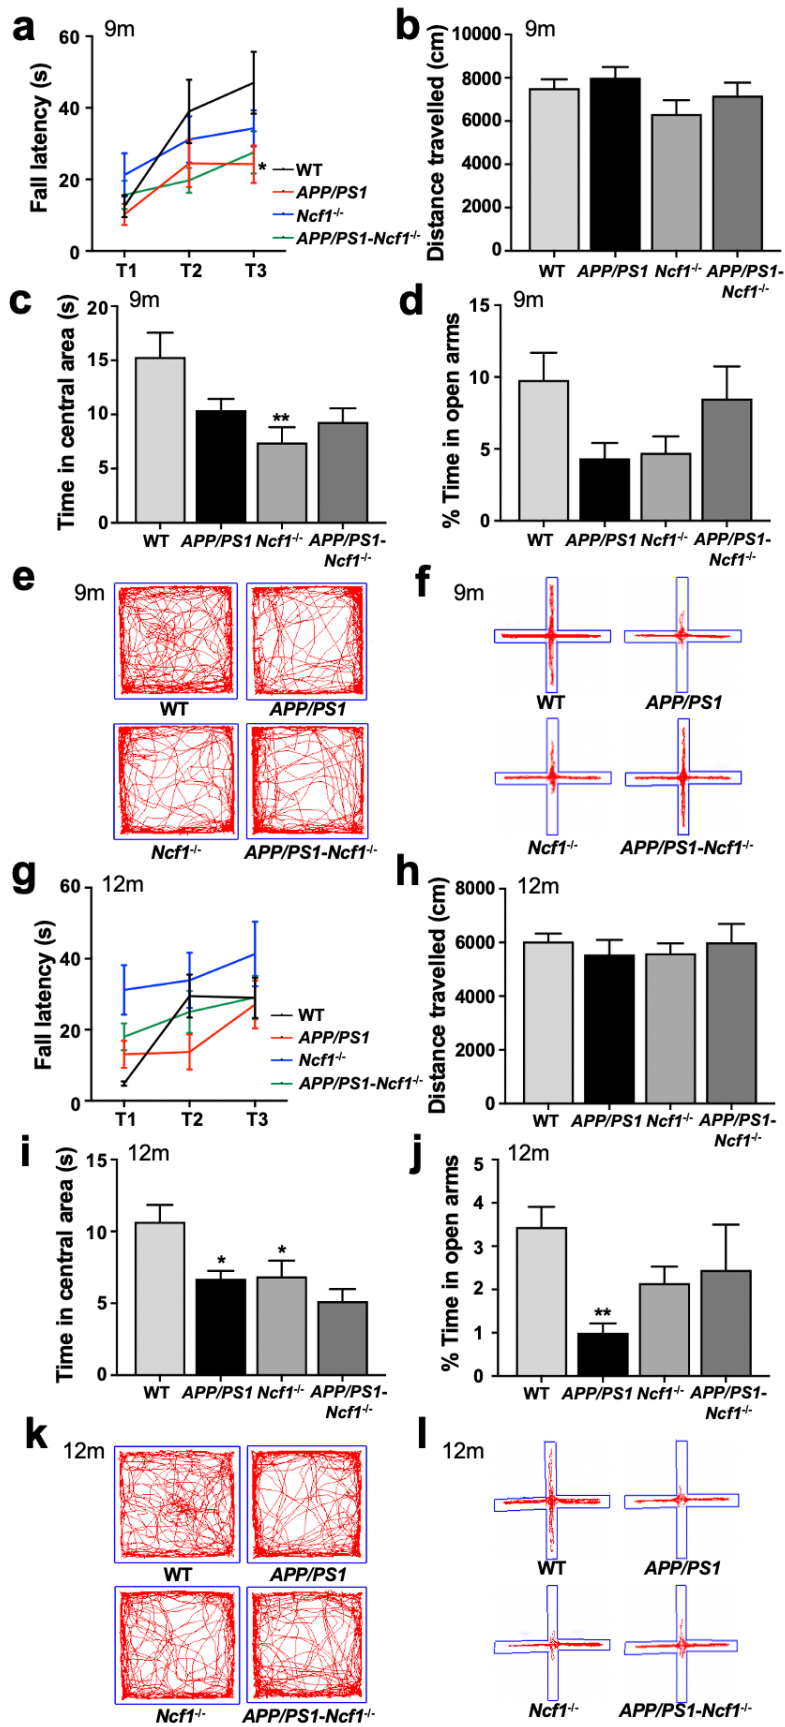 a 9m
b 9m
Fall latency (s)
60
40
20
0
T1 T2 T3
*
WT
APP/PS1
Ncf1-/-
APP/PS1-Ncf1-/-
Distance travelled (cm)
10000
8000
6000
4000
2000
0
WT APP/PS1 Ncf1-/- APP/PS1-
Ncf1-/-
c 9m
Time in central area (s)
20
15
10
5
0
**
WT APP/PS1 Ncf1-/- APP/PS1-
Ncf1-/-
d 9m
% Time in open arms
15
10
5
0
WT APP/PS1 Ncf1-/- APP/PS1-
Ncf1-/-
e 9m
WT APP/PS1
Ncf1-/- APP/PS1-Ncf1-/-
f 9m
WT APP/PS1
Ncf1-/- APP/PS1-Ncf1-/-
g 12m
Fall latency (s)
60
40
20
0
T1 T2 T3
WT
APP/PS1
Ncf1-/-
APP/PS1-Ncf1-/-
h 12m
Distance travelled (cm)
8000
6000
4000
2000
0
WT APP/PS1 Ncf1-/- APP/PS1-
Ncf1-/-
i 12m
Time in central area (s)
15
10
5
0
* *
WT APP/PS1 Ncf1-/- APP/PS1-
Ncf1-/-
j 12m
% Time in open arms
5
4
3
2
1
0
**
WT APP/PS1 Ncf1-/- APP/PS1-
Ncf1-/-
k 12m
WT APP/PS1
Ncf1-/- APP/PS1-Ncf1-/-
l 12m
WT APP/PS1
Ncf1-/- APP/PS1-Ncf1-/-